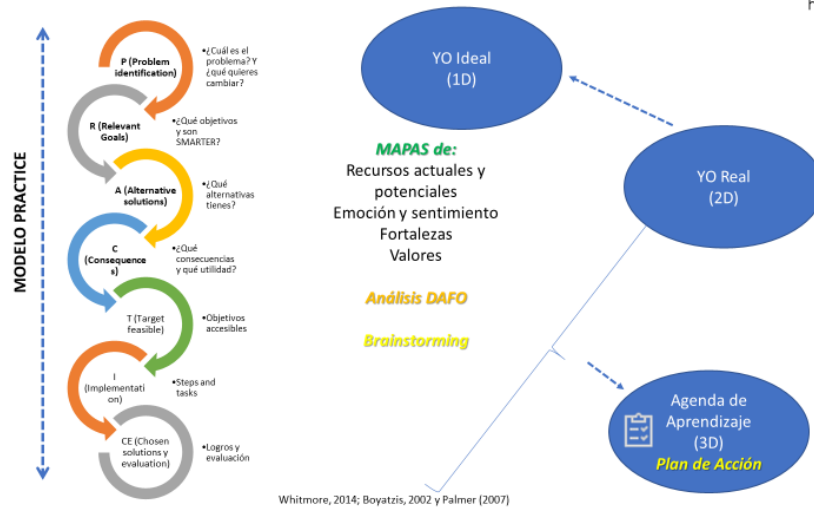 MODELO PRACTICE
P (Problem
identification)
•¿Cuál es el
problema? Y
¿qué quieres
cambiar?
R (Relevant
Goals)
•¿Qué objetivos
y son
SMARTER?
A (Alternative
solutions)
•¿Qué
alternativas
tienes?
C
(Consequence
s)
•¿Qué
consecuencias
y qué utilidad?
T (Target
feasible)
•Objetivos
accesibles
I
(Implementati
on)
•Steps and
tasks
CE (Chosen
solutions y
evaluation)
•Logros y
evaluación
YO Ideal
(1D)
MAPAS de:
Recursos actuales y
potenciales
Emoción y sentimiento
Fortalezas
Valores
Análisis DAFO
Brainstorming
YO Real
(2D)
Agenda de
Aprendizaje
(3D)
Plan de Acción
Whitmore, 2014; Boyatzis, 2002 y Palmer (2007)